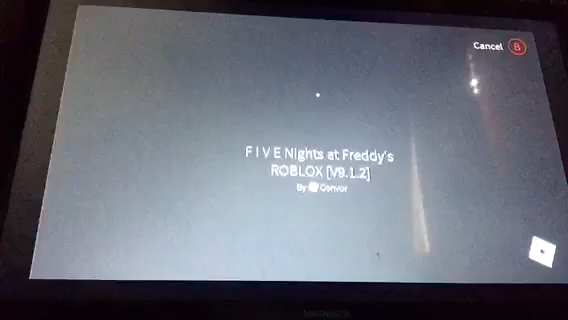 Cancel B
F I V E Nights at Freddy's
ROBLOX [V9.1.2]
By Convor